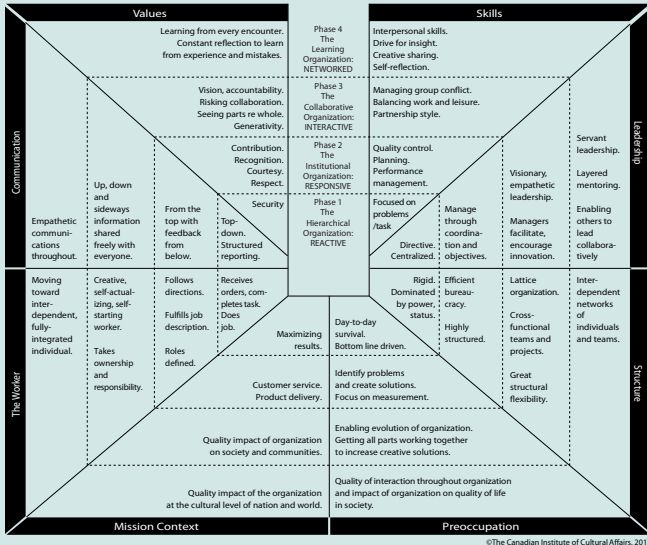 Values
Skills
Learning from every encounter.
Constant reflection to learn
from experience and mistakes.
Phase 4
The
Learning
Organization:
NETWORKED
Interpersonal skills.
Drive for insight.
Creative sharing.
Self-reflection.
Vision, accountability.
Risking collaboration.
Seeing parts re whole.
Generativity.
Phase 3
The
Collaborative
Organization:
INTERACTIVE
Managing group conflict.
Balancing work and leisure.
Partnership style.
Contribution.
Recognition.
Courtesy.
Respect.
Phase 2
The
Institutional
Organization:
RESPONSIVE
Quality control.
Planning.
Performance
management.
Security
Phase 1
The
Hierarchical
Organization:
REACTIVE
Focused on
problems
/task
Communication
Empathetic
communi-
cations
throughout.
Up, down
and
sideways
information
shared
freely with
everyone.
From the
top with
feedback
from
below.
Top-
down.
Structured
reporting.
Directive.
Centralized.
Manage
through
coordina-
tion and
objectives.
Visionary,
empathetic
leadership.
Managers
facilitate,
encourage
innovation.
Servant
leadership.
Layered
mentoring.
Enabling
others to
lead
collabora-
tively
Leadership
The Worker
Moving
toward
inter-
dependent,
fully-
integrated
individual.
Creative,
self-actual-
izing, self-
starting
worker.
Takes
ownership
and
responsibility.
Follows
directions.
Fulfills job
description.
Roles
defined.
Receives
orders, com-
pletes task.
Does
job.
Rigid.
Dominated
by power,
status.
Efficient
bureau-
cracy.
Highly
structured.
Lattice
organization.
Cross-
functional
teams and
projects.
Great
structural
flexibility.
Inter-
dependent
networks
of
individuals
and teams.
Structure
Maximizing
results.
Day-to-day
survival.
Bottom line driven.
Customer service.
Product delivery.
Identify problems
and create solutions.
Focus on measurement.
Quality impact of organization
on society and communities.
Enabling evolution of organization.
Getting all parts working together
to increase creative solutions.
Quality impact of the organization
at the cultural level of nation and world.
Quality of interaction throughout organization
and impact of organization on quality of life
in society.
Mission Context
Preoccupation
©The Canadian Institute of Cultural Affairs, 201